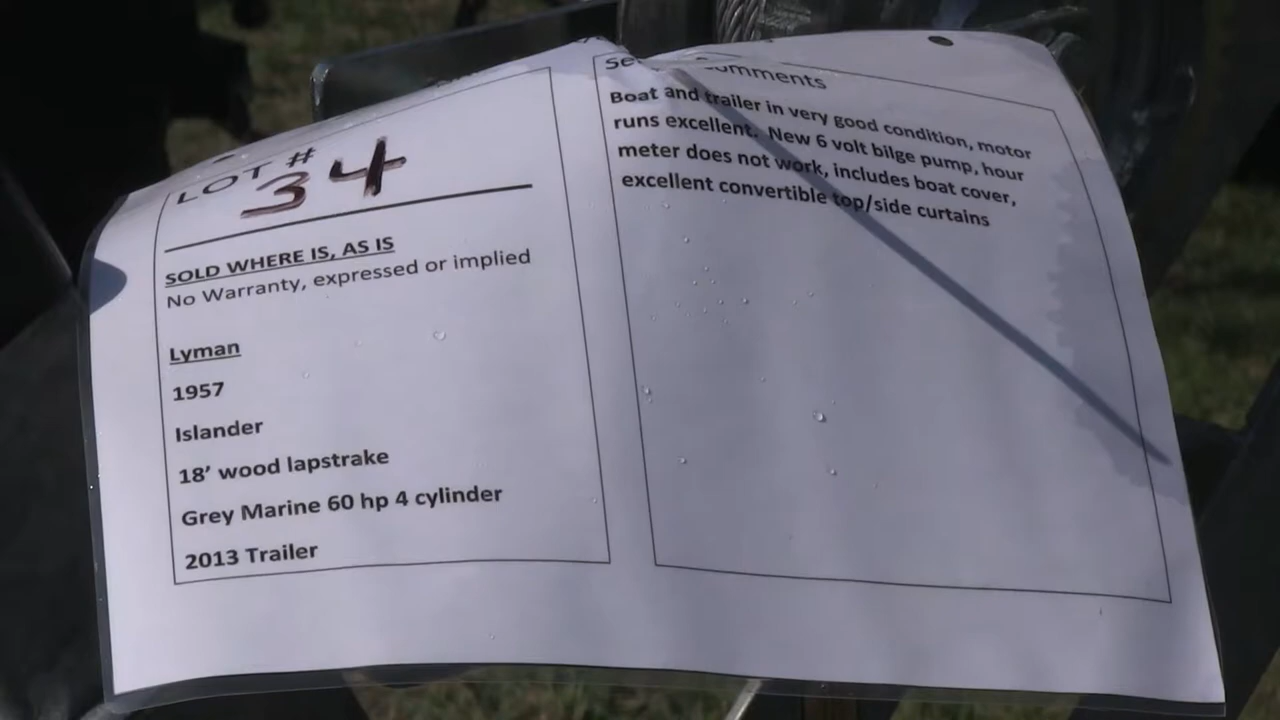 LOT # 34
SOLD WHERE IS, AS IS
No Warranty, expressed or implied
Lyman
1957
Islander
18' wood lapstrake
Grey Marine 60 hp 4 cylinder
2013 Trailer
Boat and trailer in very good condition, motor
runs excellent. New 6 volt bilge pump, hour
meter does not work, includes boat cover,
excellent convertible top/side curtains